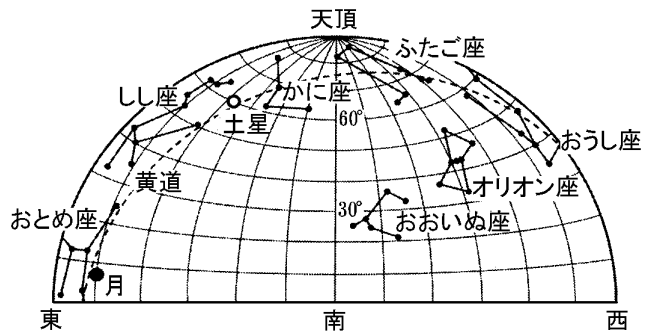 天頂
ふたご座
しし座
かに座
土星
60°
おうし座
黄道
オリオン座
おとめ座
30°
おおいぬ座
月
東
南
西